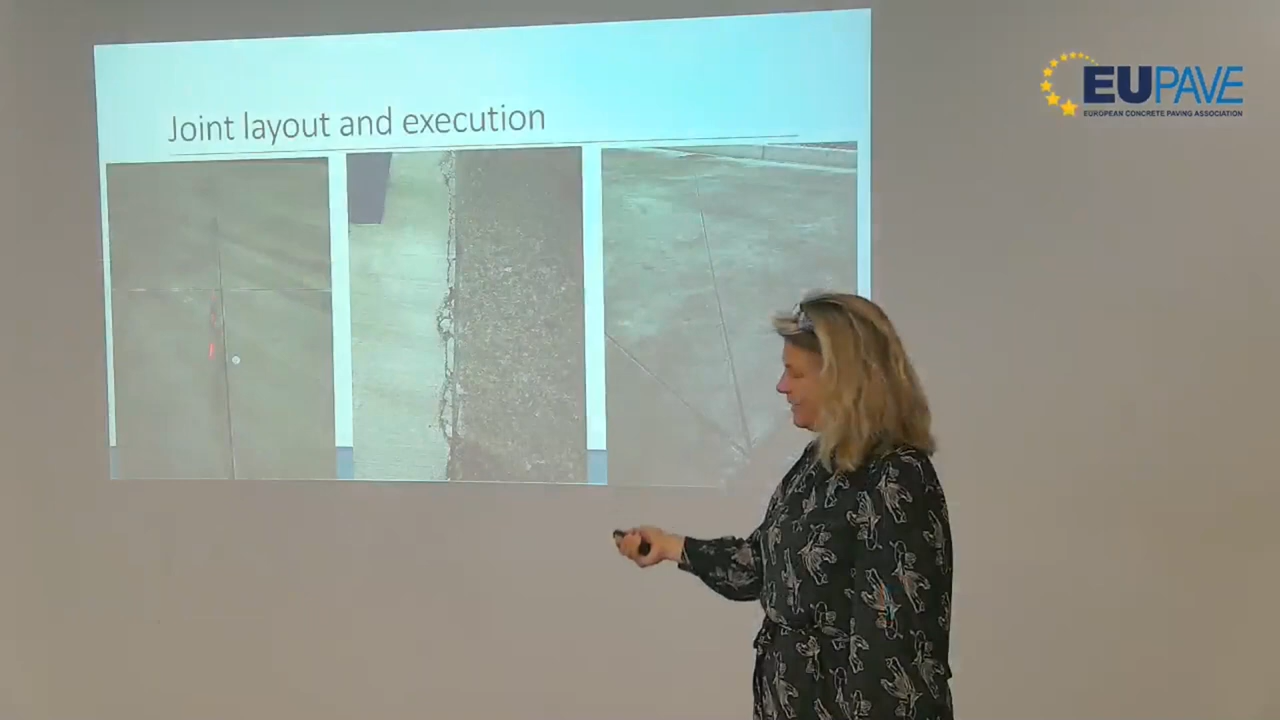 Joint layout and execution
EUPAVE
EUROPEAN CONCRETE PAVING ASSOCIATION